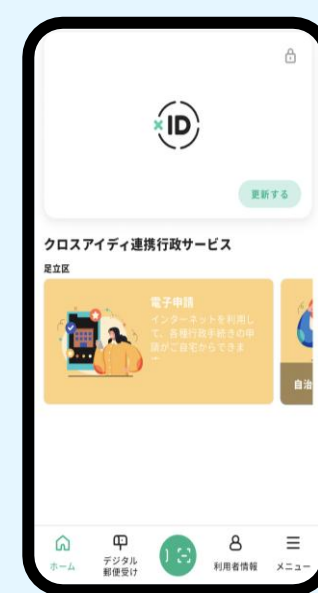 ×ID
更新する
クロスアイディ連携行政サービス
足立区
電子申請
インターネットを利用し
て、各種行政手続きの申
請がご自宅からできま
自治
ホーム
デジタル
郵便受け
利用者情報
メニュー